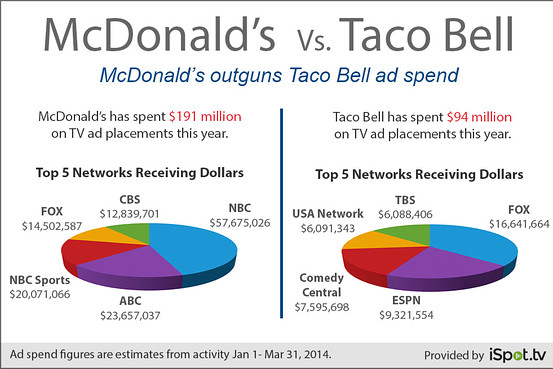 McDonald's Vs. Taco Bell
McDonald's outguns Taco Bell ad spend
McDonald's has spent $191 million
on TV ad placements this year.
Top 5 Networks Receiving Dollars
CBS
$12,839,701
NBC
$57,675,026
FOX
$14,502,587
NBC Sports
$20,071,066
ABC
$23,657,037
Taco Bell has spent $94 million
on TV ad placements this year.
Top 5 Networks Receiving Dollars
TBS
$6,088,406
FOX
$16,641,664
USA Network
$6,091,343
Comedy
Central
$7,595,698
ESPN
$9,321,554
Ad spend figures are estimates from activity Jan 1- Mar 31, 2014.
Provided by iSpot.tv